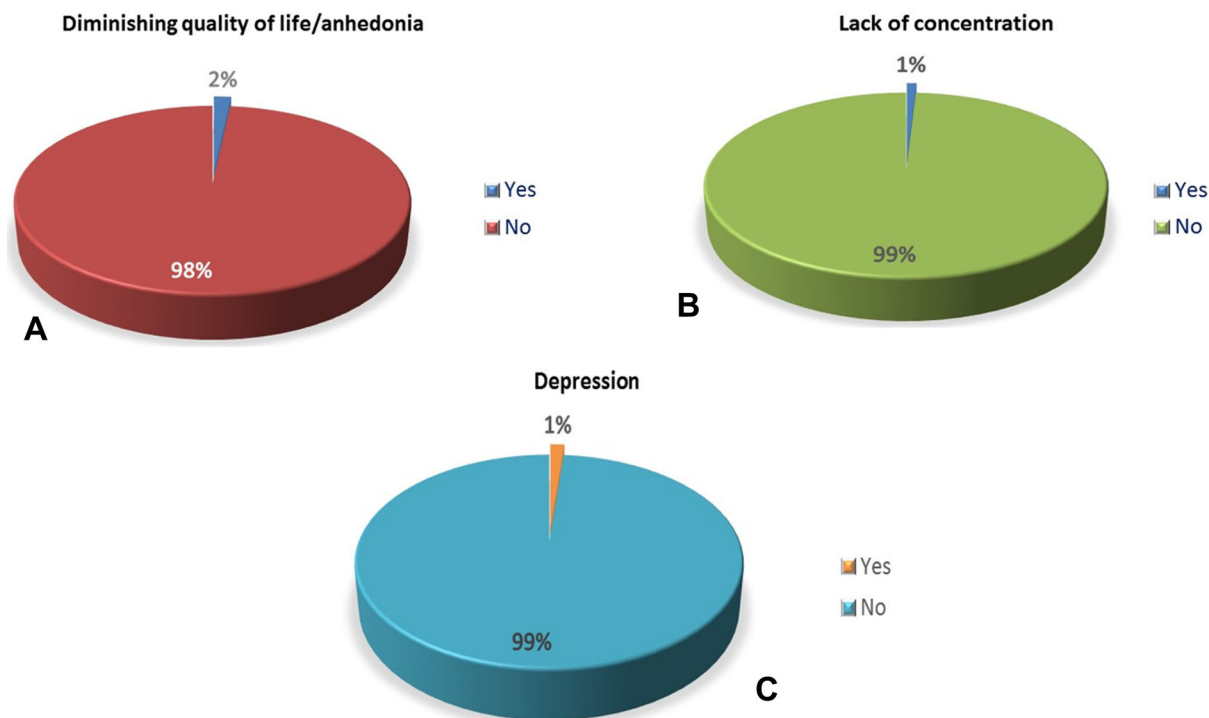 Diminishing quality of life/anhedonia
2%
98%
Yes
No
A
Lack of concentration
1%
99%
Yes
No
B
Depression
1%
99%
Yes
No
C